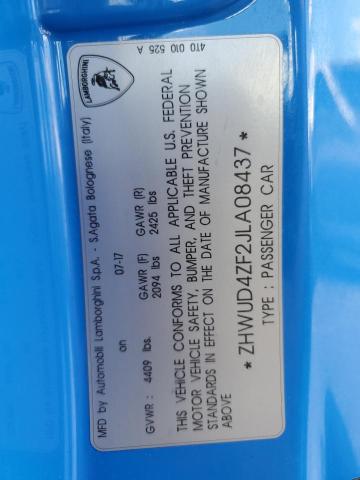 LAMBORGHINI
4T0 010 525 A
MFD by Automobili Lamborghini S.p.A. - S.Agata Bolognese (Italy)
on 07-17
GAWR (F) GAWR (R)
GVWR : 4409 lbs. 2094 lbs 2425 lbs
THIS VEHICLE CONFORMS TO ALL APPLICABLE U.S. FEDERAL
MOTOR VEHICLE SAFETY, BUMPER, AND THEFT PREVENTION
STANDARDS IN EFFECT ON THE DATE OF MANUFACTURE SHOWN
ABOVE
* ZHWUD4ZF2JLA08437 *
TYPE : PASSENGER CAR